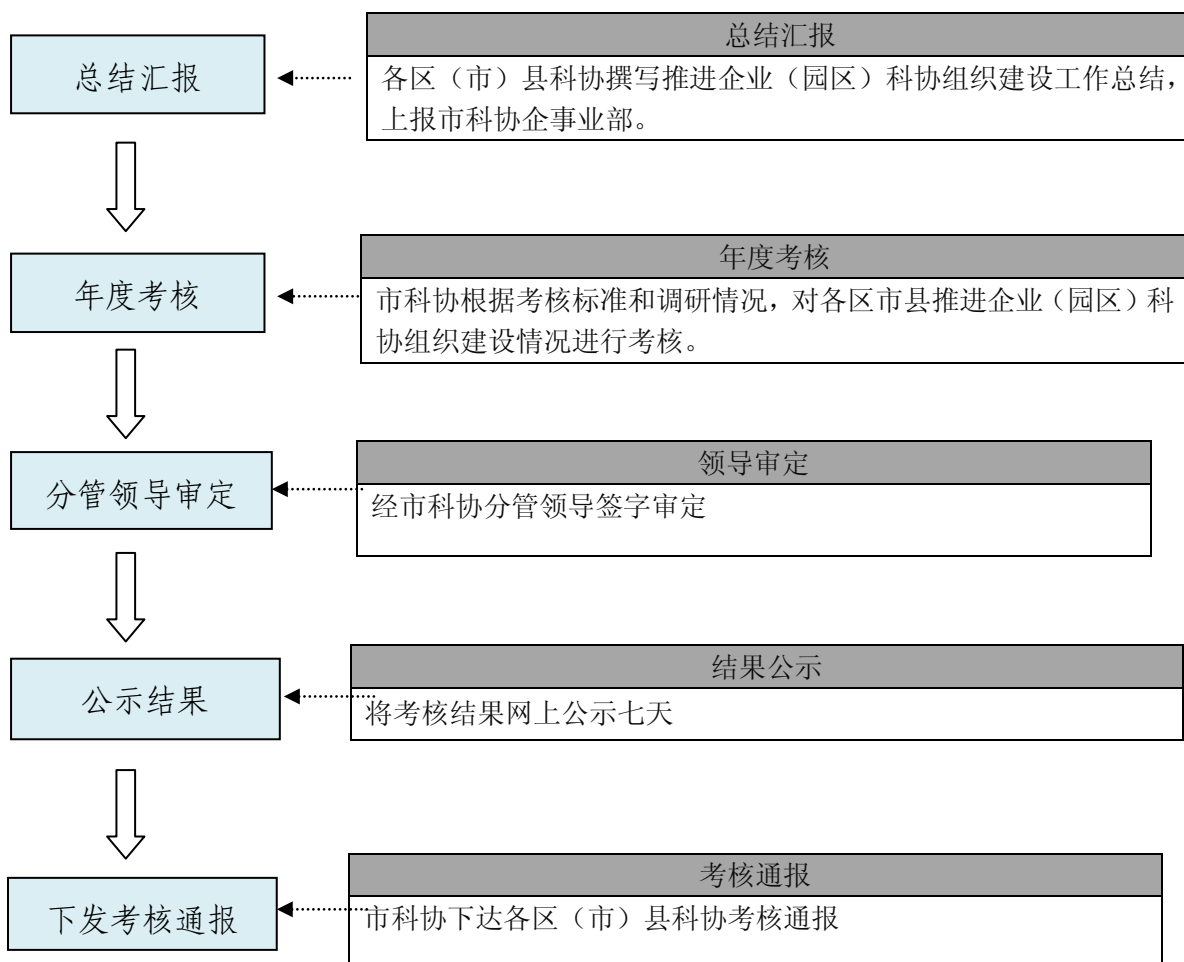 总结汇报
总结汇报
各区（市）县科协撰写推进企业（园区）科协组织建设工作总结，
上报市科协企事业部。
年度考核
年度考核
市科协根据考核标准和调研情况，对各区市县推进企业（园区）科
协组织建设情况进行考核。
分管领导审定
领导审定
经市科协分管领导签字审定
公示结果
结果公示
将考核结果网上公示七天
下发考核通报
考核通报
市科协下达各区（市）县科协考核通报